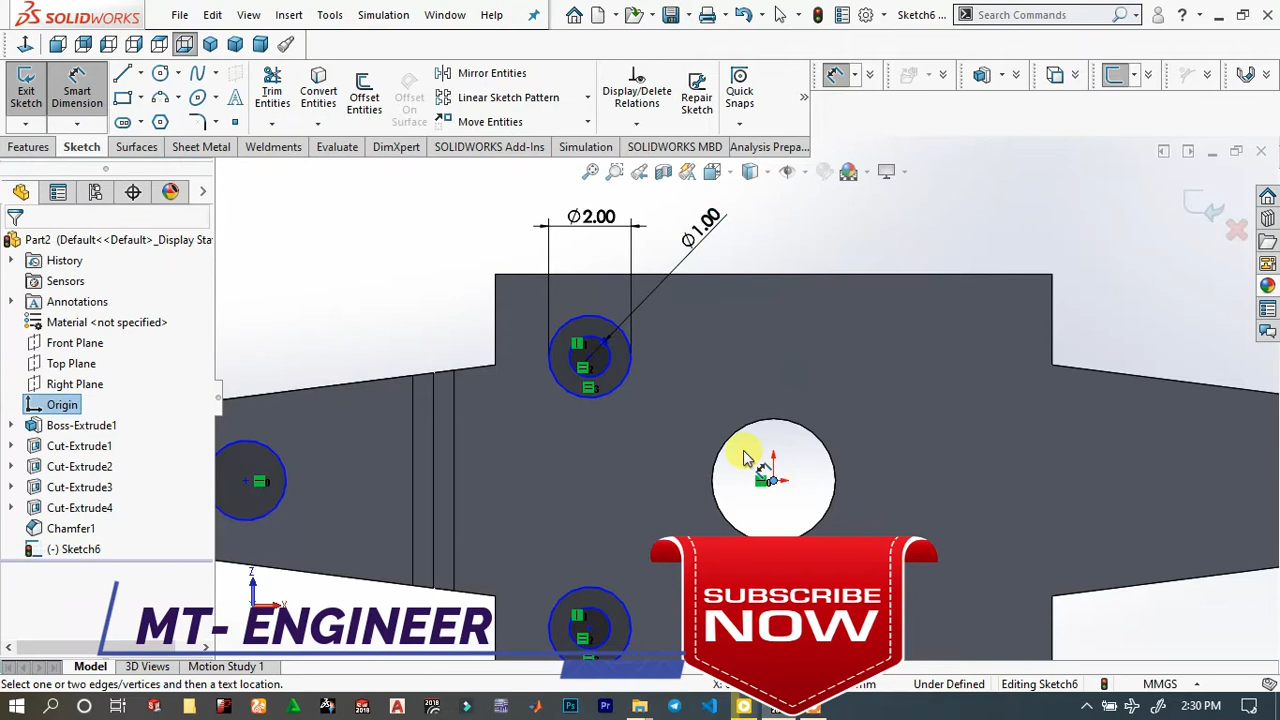 SOLIDWORKS File Edit View Insert Tools Simulation Window Help Sketch6 ... Search Commands ?
Exit Sketch Smart Dimension Trim Entities Convert Entities Offset Entities Offset On Surface Mirror Entities Linear Sketch Pattern Move Entities Display/Delete Relations Repair Sketch Quick Snaps
Features Sketch Surfaces Sheet Metal Weldments Evaluate DimXpert SOLIDWORKS Add-Ins Simulation SOLIDWORKS MBD Analysis Prepa...
Part2 (Default<<Default>_Display Sta
History
Sensors
Annotations
Material <not specified>
Front Plane
Top Plane
Right Plane
Origin
Boss-Extrude1
Cut-Extrude1
Cut-Extrude2
Cut-Extrude3
Cut-Extrude4
Chamfer1
(-) Sketch6
Ø2.00
Ø1.00
Z
X
MT- ENGINEER
SUBSCRIBE
NOW
Model 3D Views Motion Study 1
Select one or two edges/vertices and then a text location. Under Defined Editing Sketch6 MMGS
2:30 PM